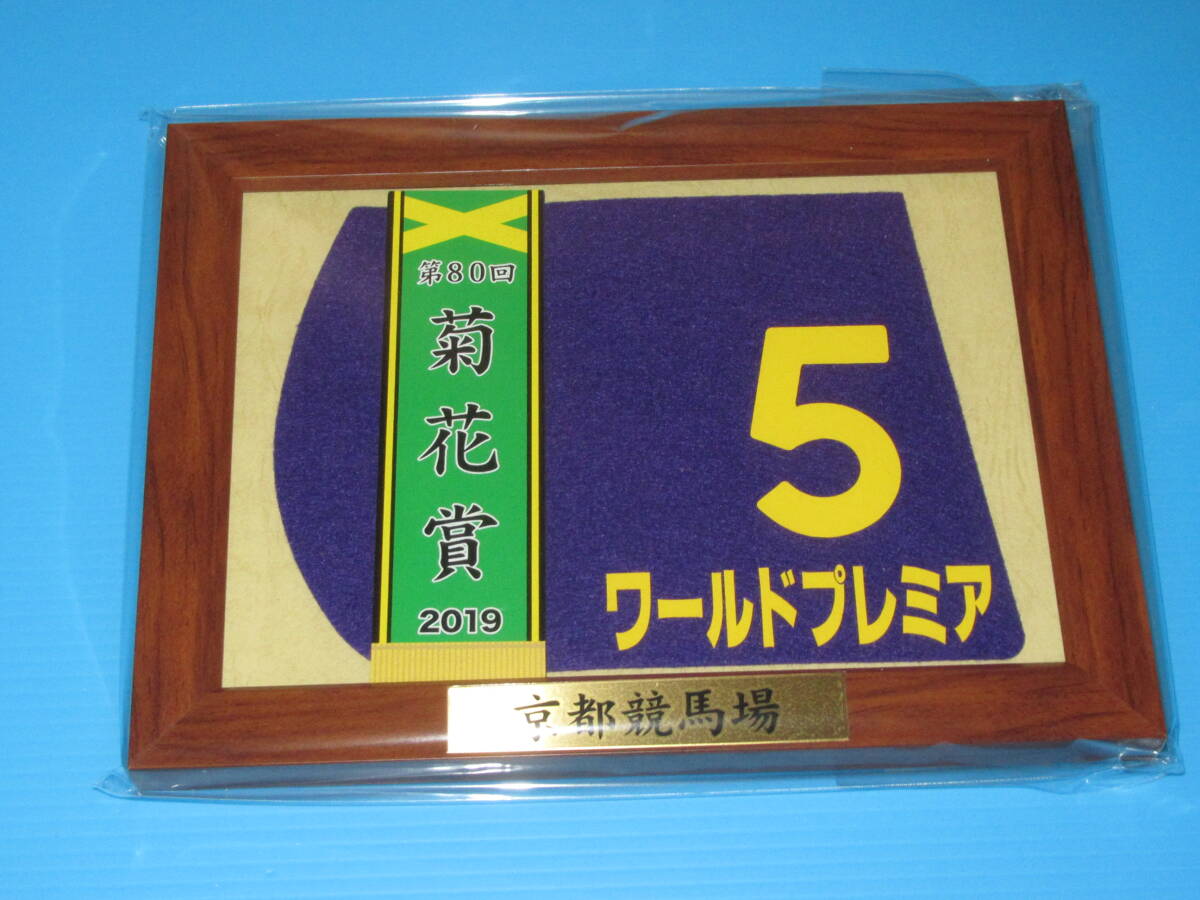 第80回
菊花賞
2019
5
ワールドプレミア
京都競馬場